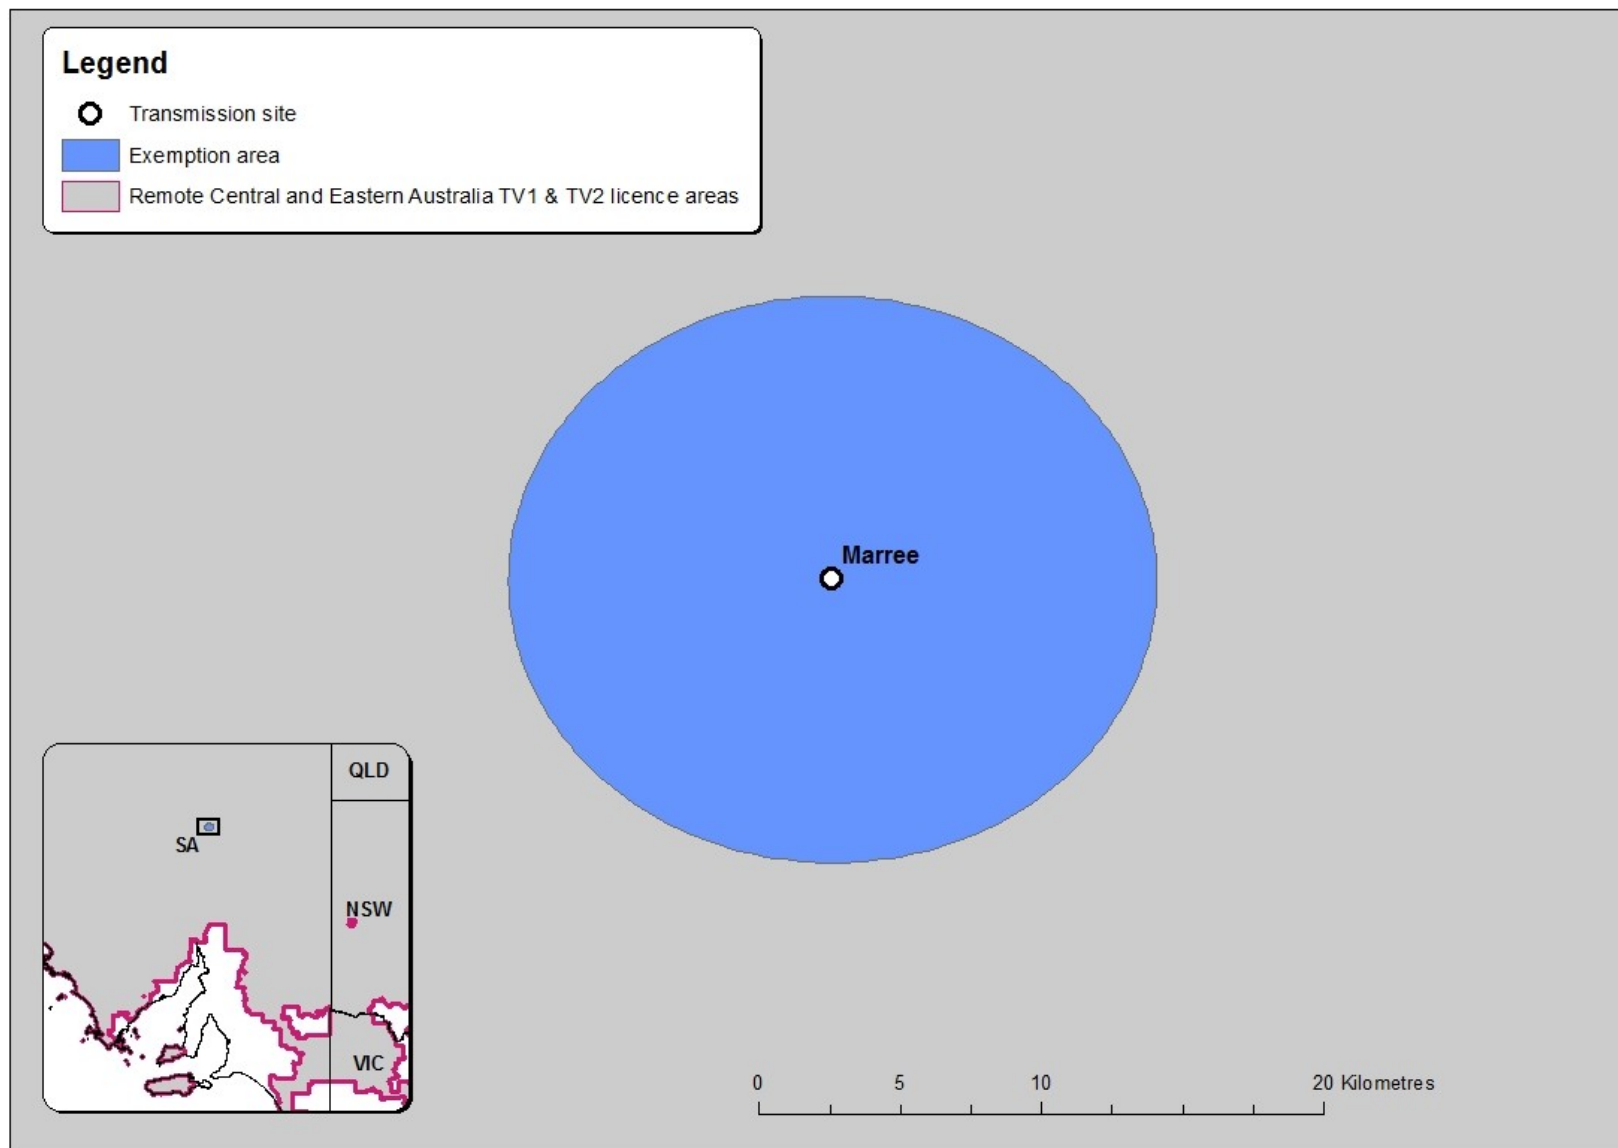 Legend
Transmission site
Exemption area
Remote Central and Eastern Australia TV1 & TV2 licence areas
Marree
QLD
SA
NSW
VIC
0 5 10 20 Kilometres